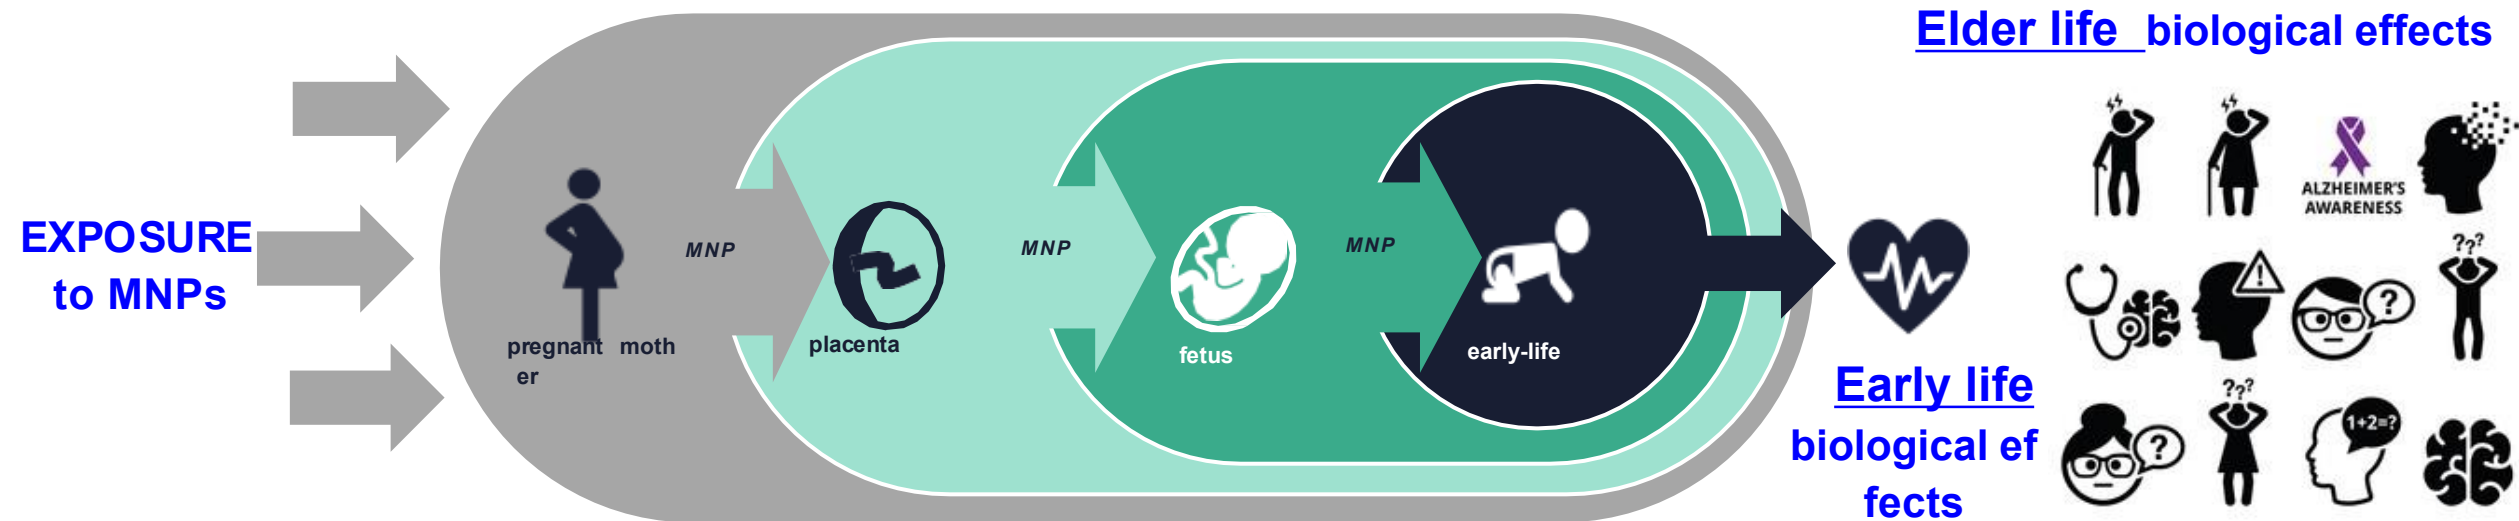 EXPOSURE
to MNPs
pregnant moth
er
MNP
placenta
MNP
fetus
MNP
early-life
Elder life biological effects
ALZHEIMER'S
AWARENESS
???
?
?
???
1+2=?
!
Early life
biological ef
fects